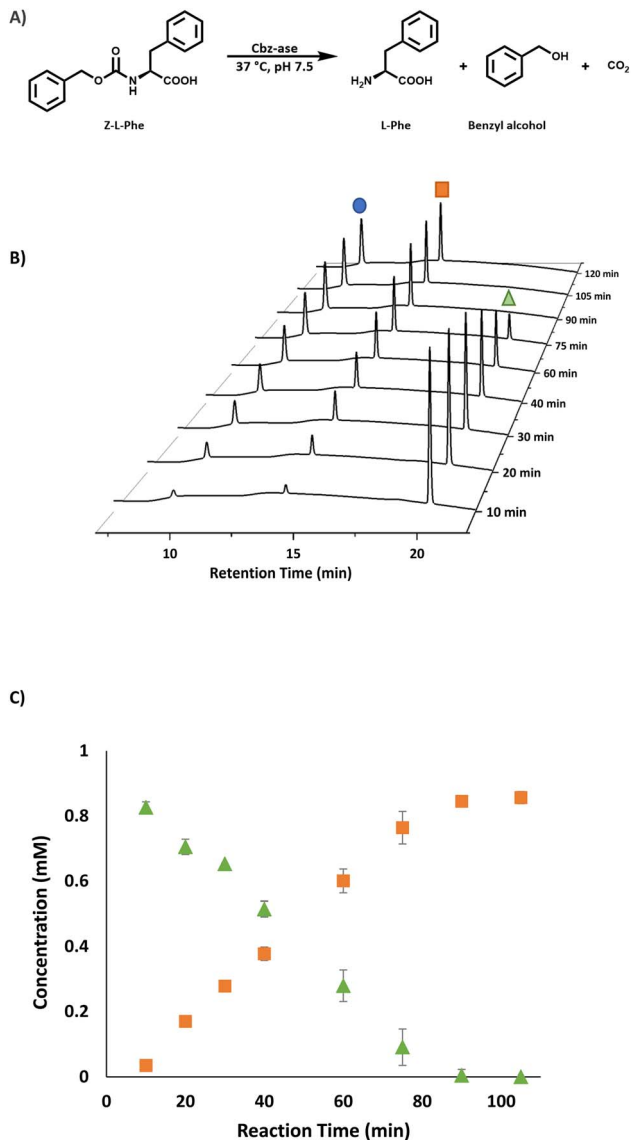 A)
O
O
N
H
COOH
Z-L-Phe
Cbz-ase
37 °C, pH 7.5
H₂N
COOH
L-Phe
+
OH
Benzyl alcohol
+
CO₂
B)
120 min
105 min
90 min
75 min
60 min
40 min
30 min
20 min
10 min
10
15
20
Retention Time (min)
C)
1
0.8
0.6
0.4
0.2
0
0
20
40
60
80
100
Concentration (mM)
Reaction Time (min)